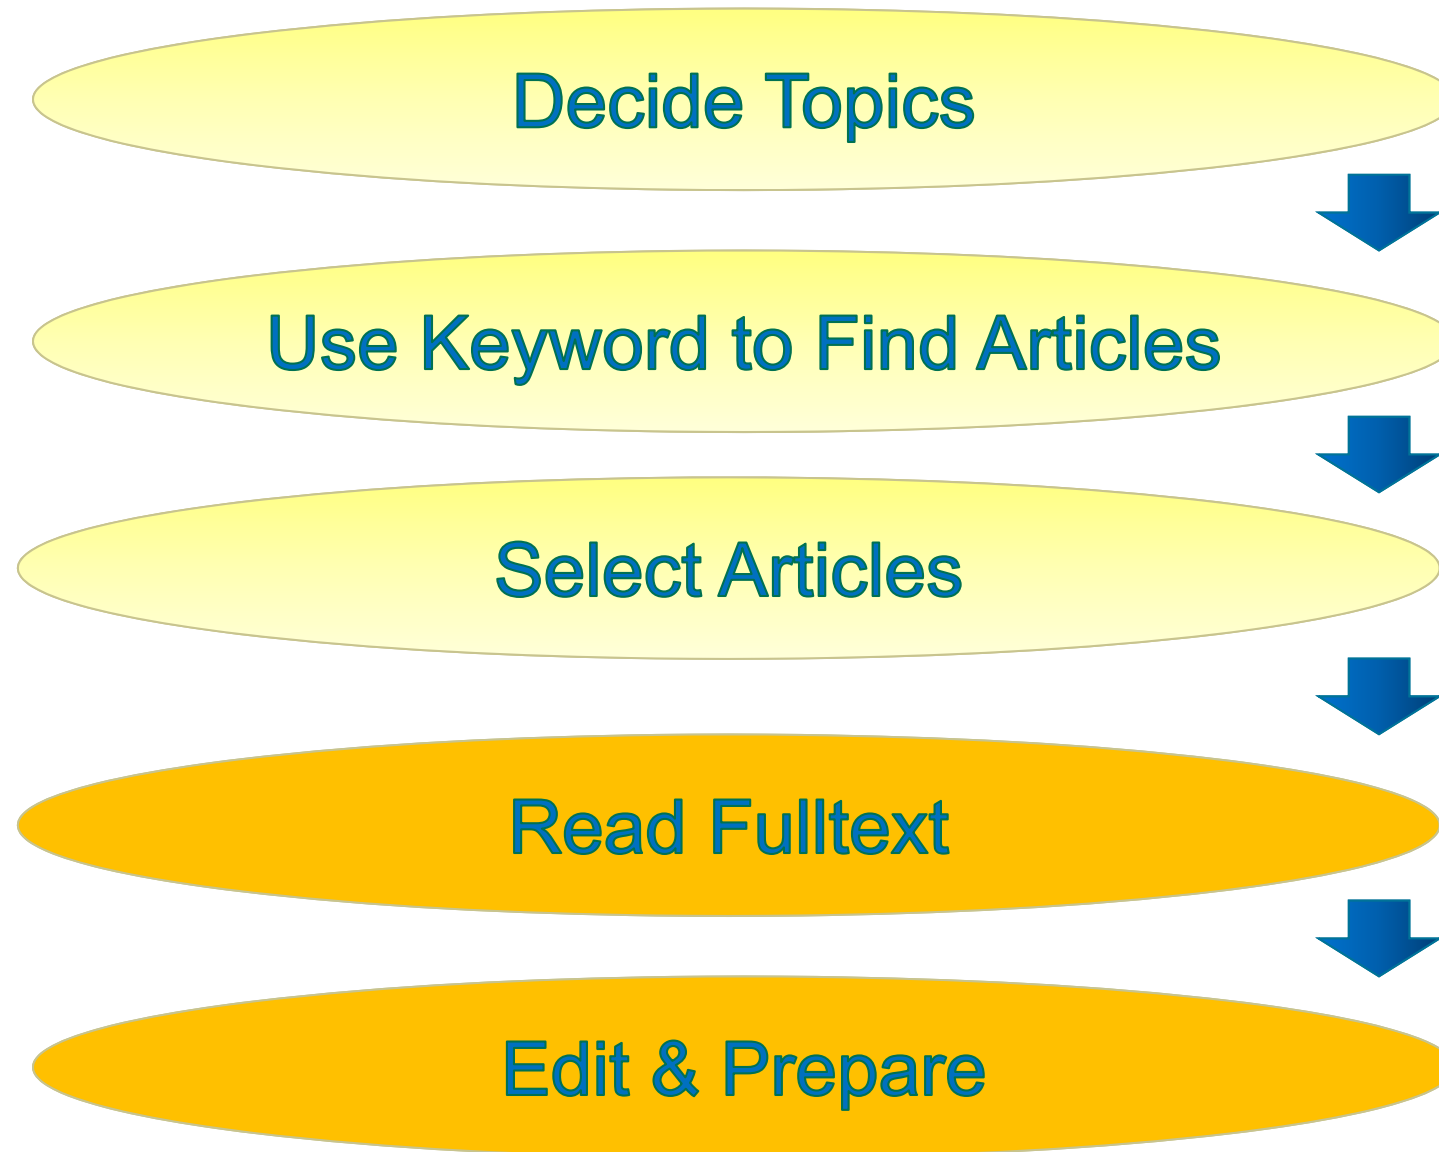 Decide Topics
Use Keyword to Find Articles
Select Articles
Read Fulltext
Edit & Prepare